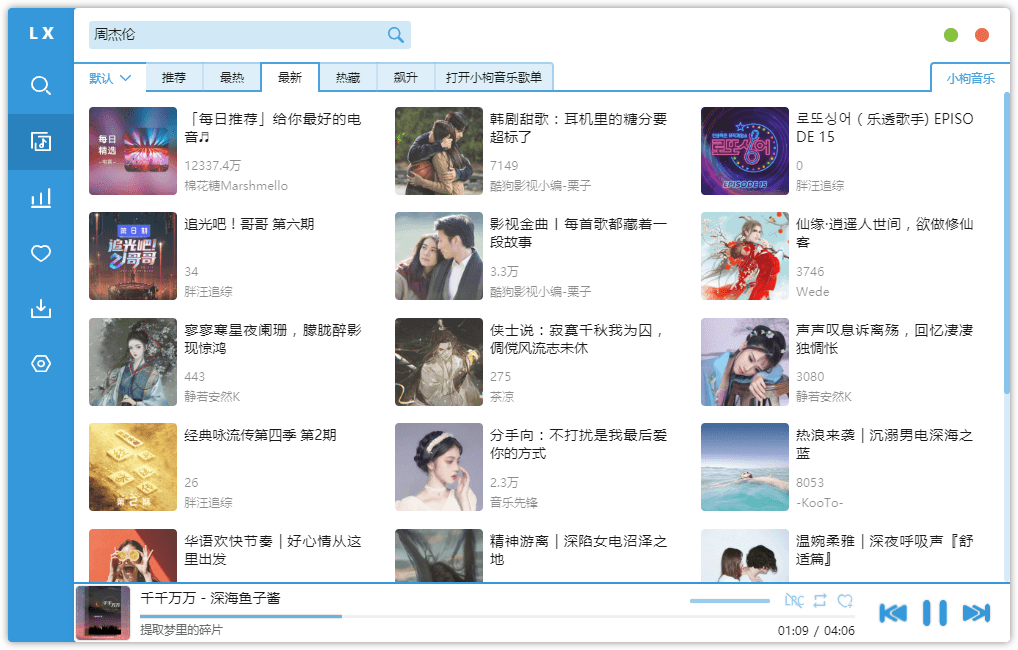 L X
周杰伦
默认
推荐
最热
最新
热藏
飙升
打开小枸音乐歌单
小枸音乐
每日
精选
「每日推荐」给你最好的电
音♬
12337.4万
棉花糖Marshmello
韩剧甜歌：耳机里的糖分要
超标了
7149
酷狗影视小编-栗子
로또싱어
EPISODE 15
로또싱어（乐透歌手) EPISO
DE 15
0
胖汪追综
追光吧!
哥哥
追光吧！哥哥 第六期
34
胖汪追综
影视金曲丨每首歌都藏着一
段故事
3.3万
酷狗影视小编-栗子
仙缘·逍遥人世间，欲做修仙
客
3746
Wede
寥寥寒星夜阑珊，朦胧醉影
现惊鸿
443
静若安然K
侠士说：寂寞千秋我为囚，
倜傥风流志未休
275
茶凉
声声叹息诉离殇，回忆凄凄
独惆怅
3080
静若安然K
第2期
经典咏流传第四季 第2期
26
胖汪追综
分手向：不打扰是我最后爱
你的方式
2.3万
音乐先锋
热浪来袭 | 沉溺男电深海之
蓝
8053
-KooTo-
华语欢快节奏 | 好心情从这
里出发
精神游离 | 深陷女电沼泽之
地
温婉柔雅 | 深夜呼吸声『舒
适篇』
千千万万 - 深海鱼子酱
LRC
提取梦里的碎片
01:09 / 04:06